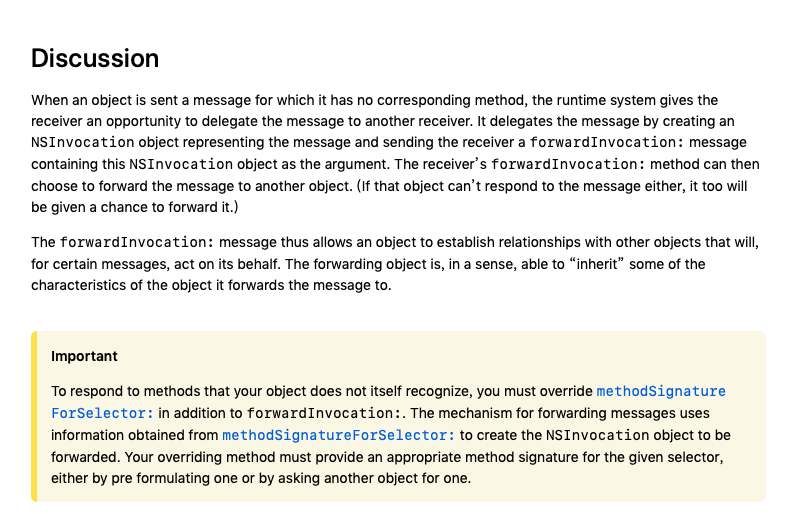 Discussion
When an object is sent a message for which it has no corresponding method, the runtime system gives the
receiver an opportunity to delegate the message to another receiver. It delegates the message by creating an
NSInvocation object representing the message and sending the receiver a forwardInvocation: message
containing this NSInvocation object as the argument. The receiver’s forwardInvocation: method can then
choose to forward the message to another object. (If that object can’t respond to the message either, it too will
be given a chance to forward it.)
The forwardInvocation: message thus allows an object to establish relationships with other objects that will,
for certain messages, act on its behalf. The forwarding object is, in a sense, able to “inherit” some of the
characteristics of the object it forwards the message to.
Important
To respond to methods that your object does not itself recognize, you must override methodSignature
ForSelector: in addition to forwardInvocation:. The mechanism for forwarding messages uses
information obtained from methodSignatureForSelector: to create the NSInvocation object to be
forwarded. Your overriding method must provide an appropriate method signature for the given selector,
either by pre formulating one or by asking another object for one.